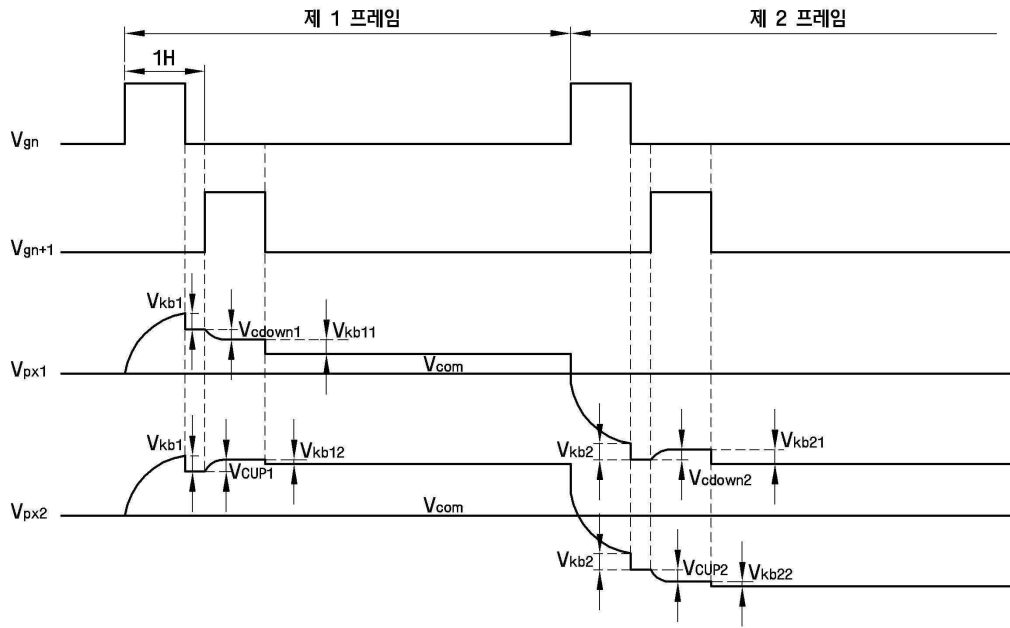 제 1 프레임 제 2 프레임
1H
Vgn
Vgn+1
Vkb1 Vcdown1 Vkb11
Vpx1 Vcom
Vkb2 Vcdown2 Vkb21
Vkb1 VCUP1 Vkb12
Vpx2 Vcom
Vkb2 VCUP2 Vkb22